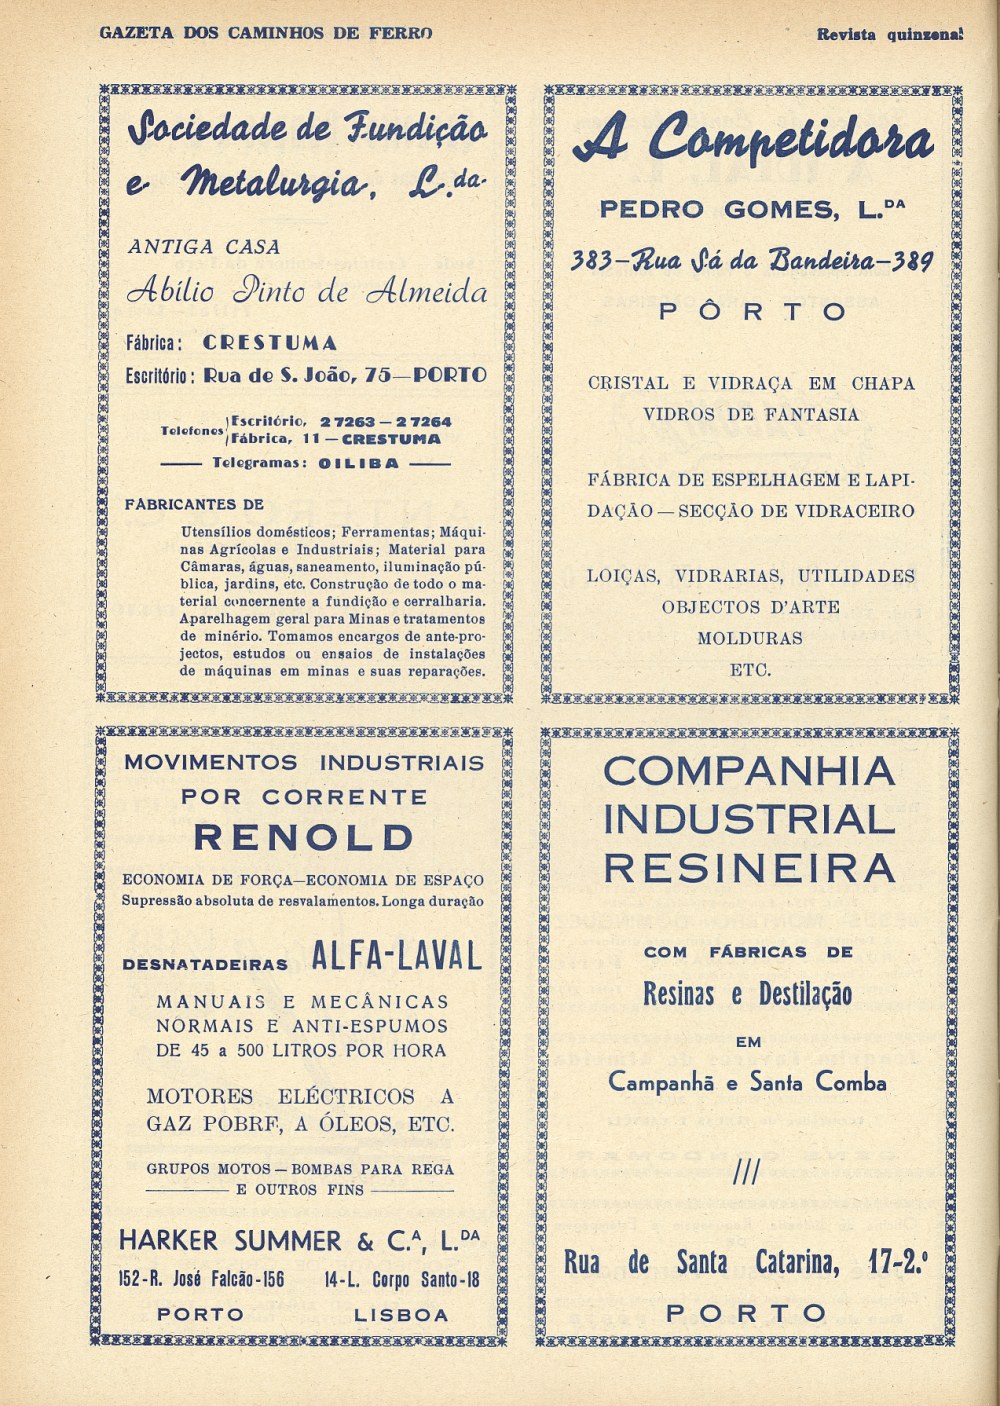 GAZETA DOS CAMINHOS DE FERRO
Revista quinzenal
Sociedade de Fundição
e Metalurgia, L.da
ANTIGA CASA
Abílio Pinto de Almeida
Fábrica: CRESTUMA
Escritório: Rua de S. João, 75—PORTO
Telefones
Escritório, 27263 — 27264
Fábrica, 11 — CRESTUMA
Telegramas: OILIBA
FABRICANTES DE
Utensílios domésticos; Ferramentas; Máqui-
nas Agrícolas e Industriais; Material para
Câmaras, águas, saneamento, iluminação pú-
blica, jardins, etc. Construção de todo o ma-
terial concernente a fundição e cerralharia.
Aparelhagem geral para Minas e tratamentos
de minério. Tomamos encargos de ante-pro-
jectos, estudos ou ensaios de instalações
de máquinas em minas e suas reparações.
A Competidora
PEDRO GOMES, L.DA
383—Rua Sá da Bandeira—389
PÔRTO
CRISTAL E VIDRAÇA EM CHAPA
VIDROS DE FANTASIA
FÁBRICA DE ESPELHAGEM E LAPI-
DAÇÃO — SECÇÃO DE VIDRACEIRO
LOIÇAS, VIDRARIAS, UTILIDADES
OBJECTOS D'ARTE
MOLDURAS
ETC.
MOVIMENTOS INDUSTRIAIS
POR CORRENTE
RENOLD
ECONOMIA DE FORÇA—ECONOMIA DE ESPAÇO
Supressão absoluta de resvalamentos. Longa duração
DESNATADEIRAS ALFA-LAVAL
MANUAIS E MECÂNICAS
NORMAIS E ANTI-ESPUMOS
DE 45 a 500 LITROS POR HORA
MOTORES ELÉCTRICOS A
GAZ POBRE, A ÓLEOS, ETC.
GRUPOS MOTOS — BOMBAS PARA REGA
E OUTROS FINS
HARKER SUMMER & C.A, L.DA
152-R. José Falcão-156 14-L. Corpo Santo-18
PORTO LISBOA
COMPANHIA
INDUSTRIAL
RESINEIRA
COM FÁBRICAS DE
Resinas e Destilação
EM
Campanhã e Santa Comba
///
Rua de Santa Catarina, 17-2.º
PORTO